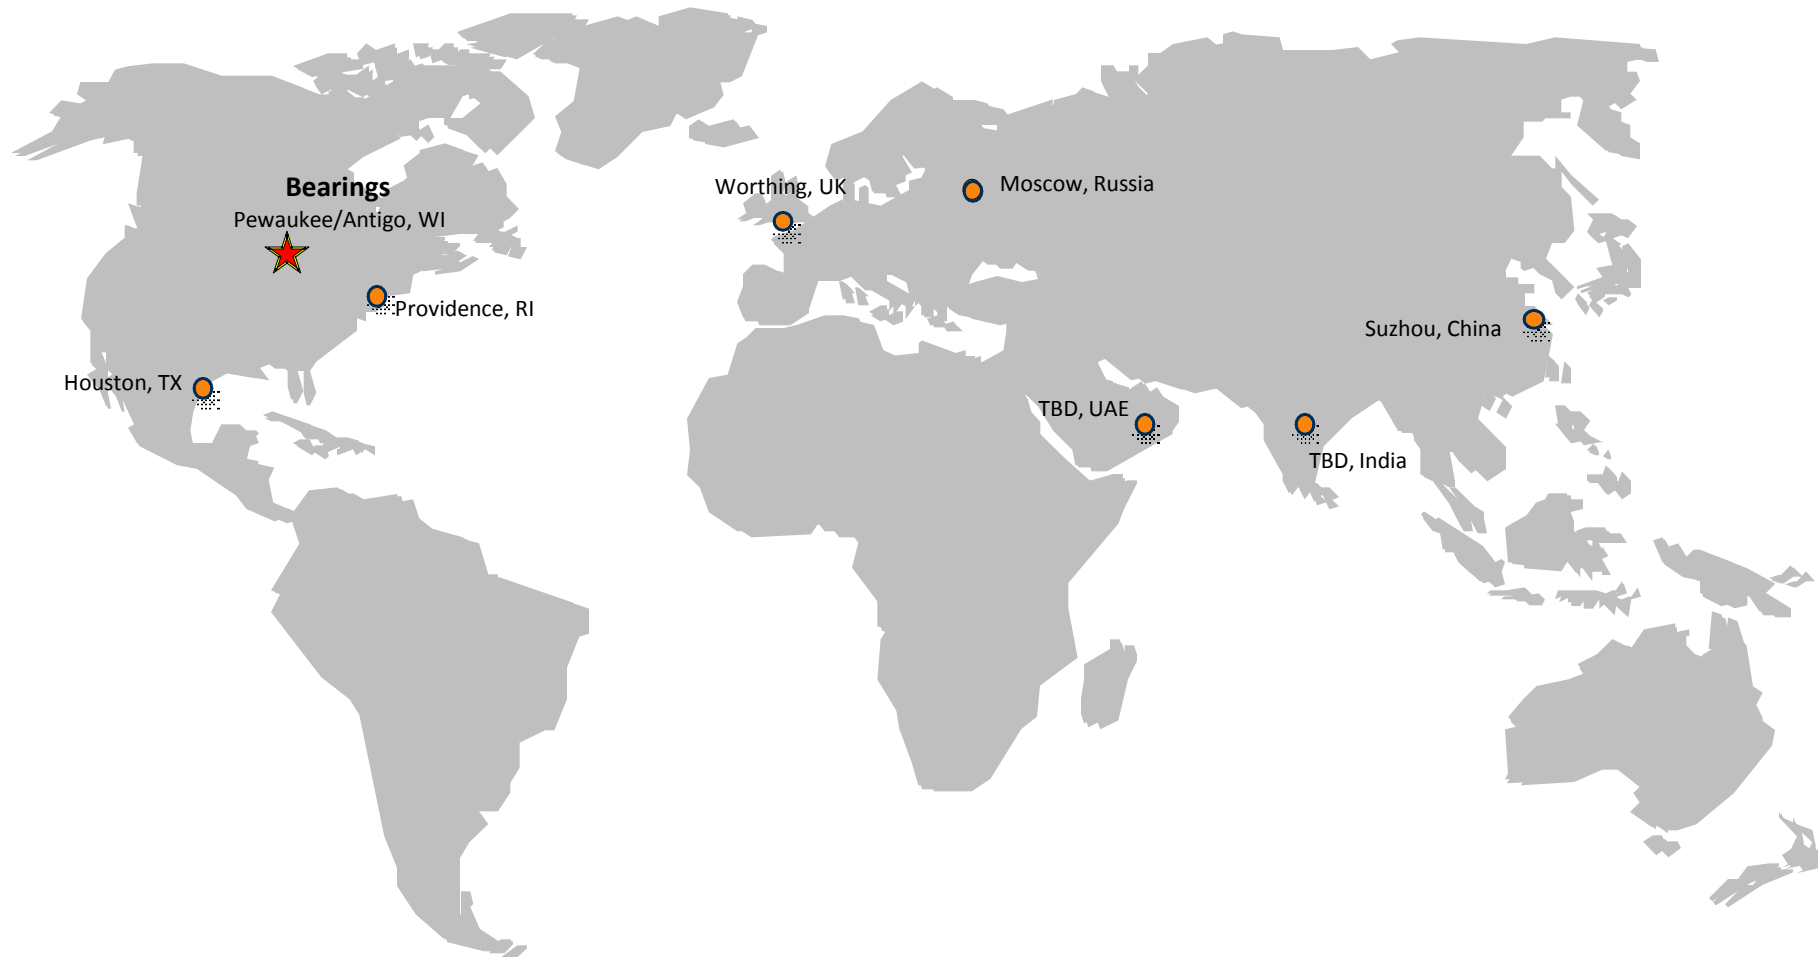 Bearings
Pewaukee/Antigo, WI
Worthing, UK
Moscow, Russia
Providence, RI
Suzhou, China
Houston, TX
TBD, UAE
TBD, India